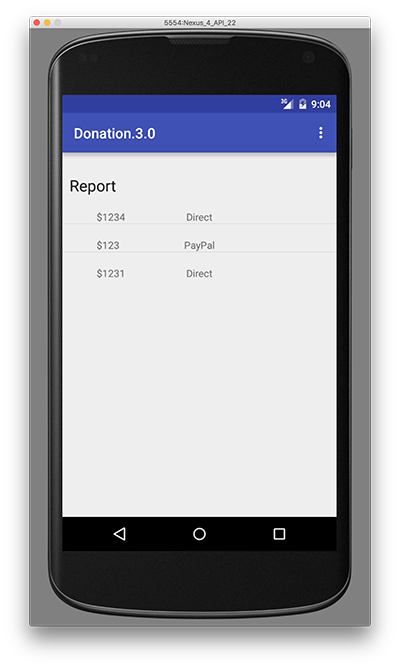 5554:Nexus_4_API_22
3G 9:04
Donation.3.0
Report
$1234 Direct
$123 PayPal
$1231 Direct